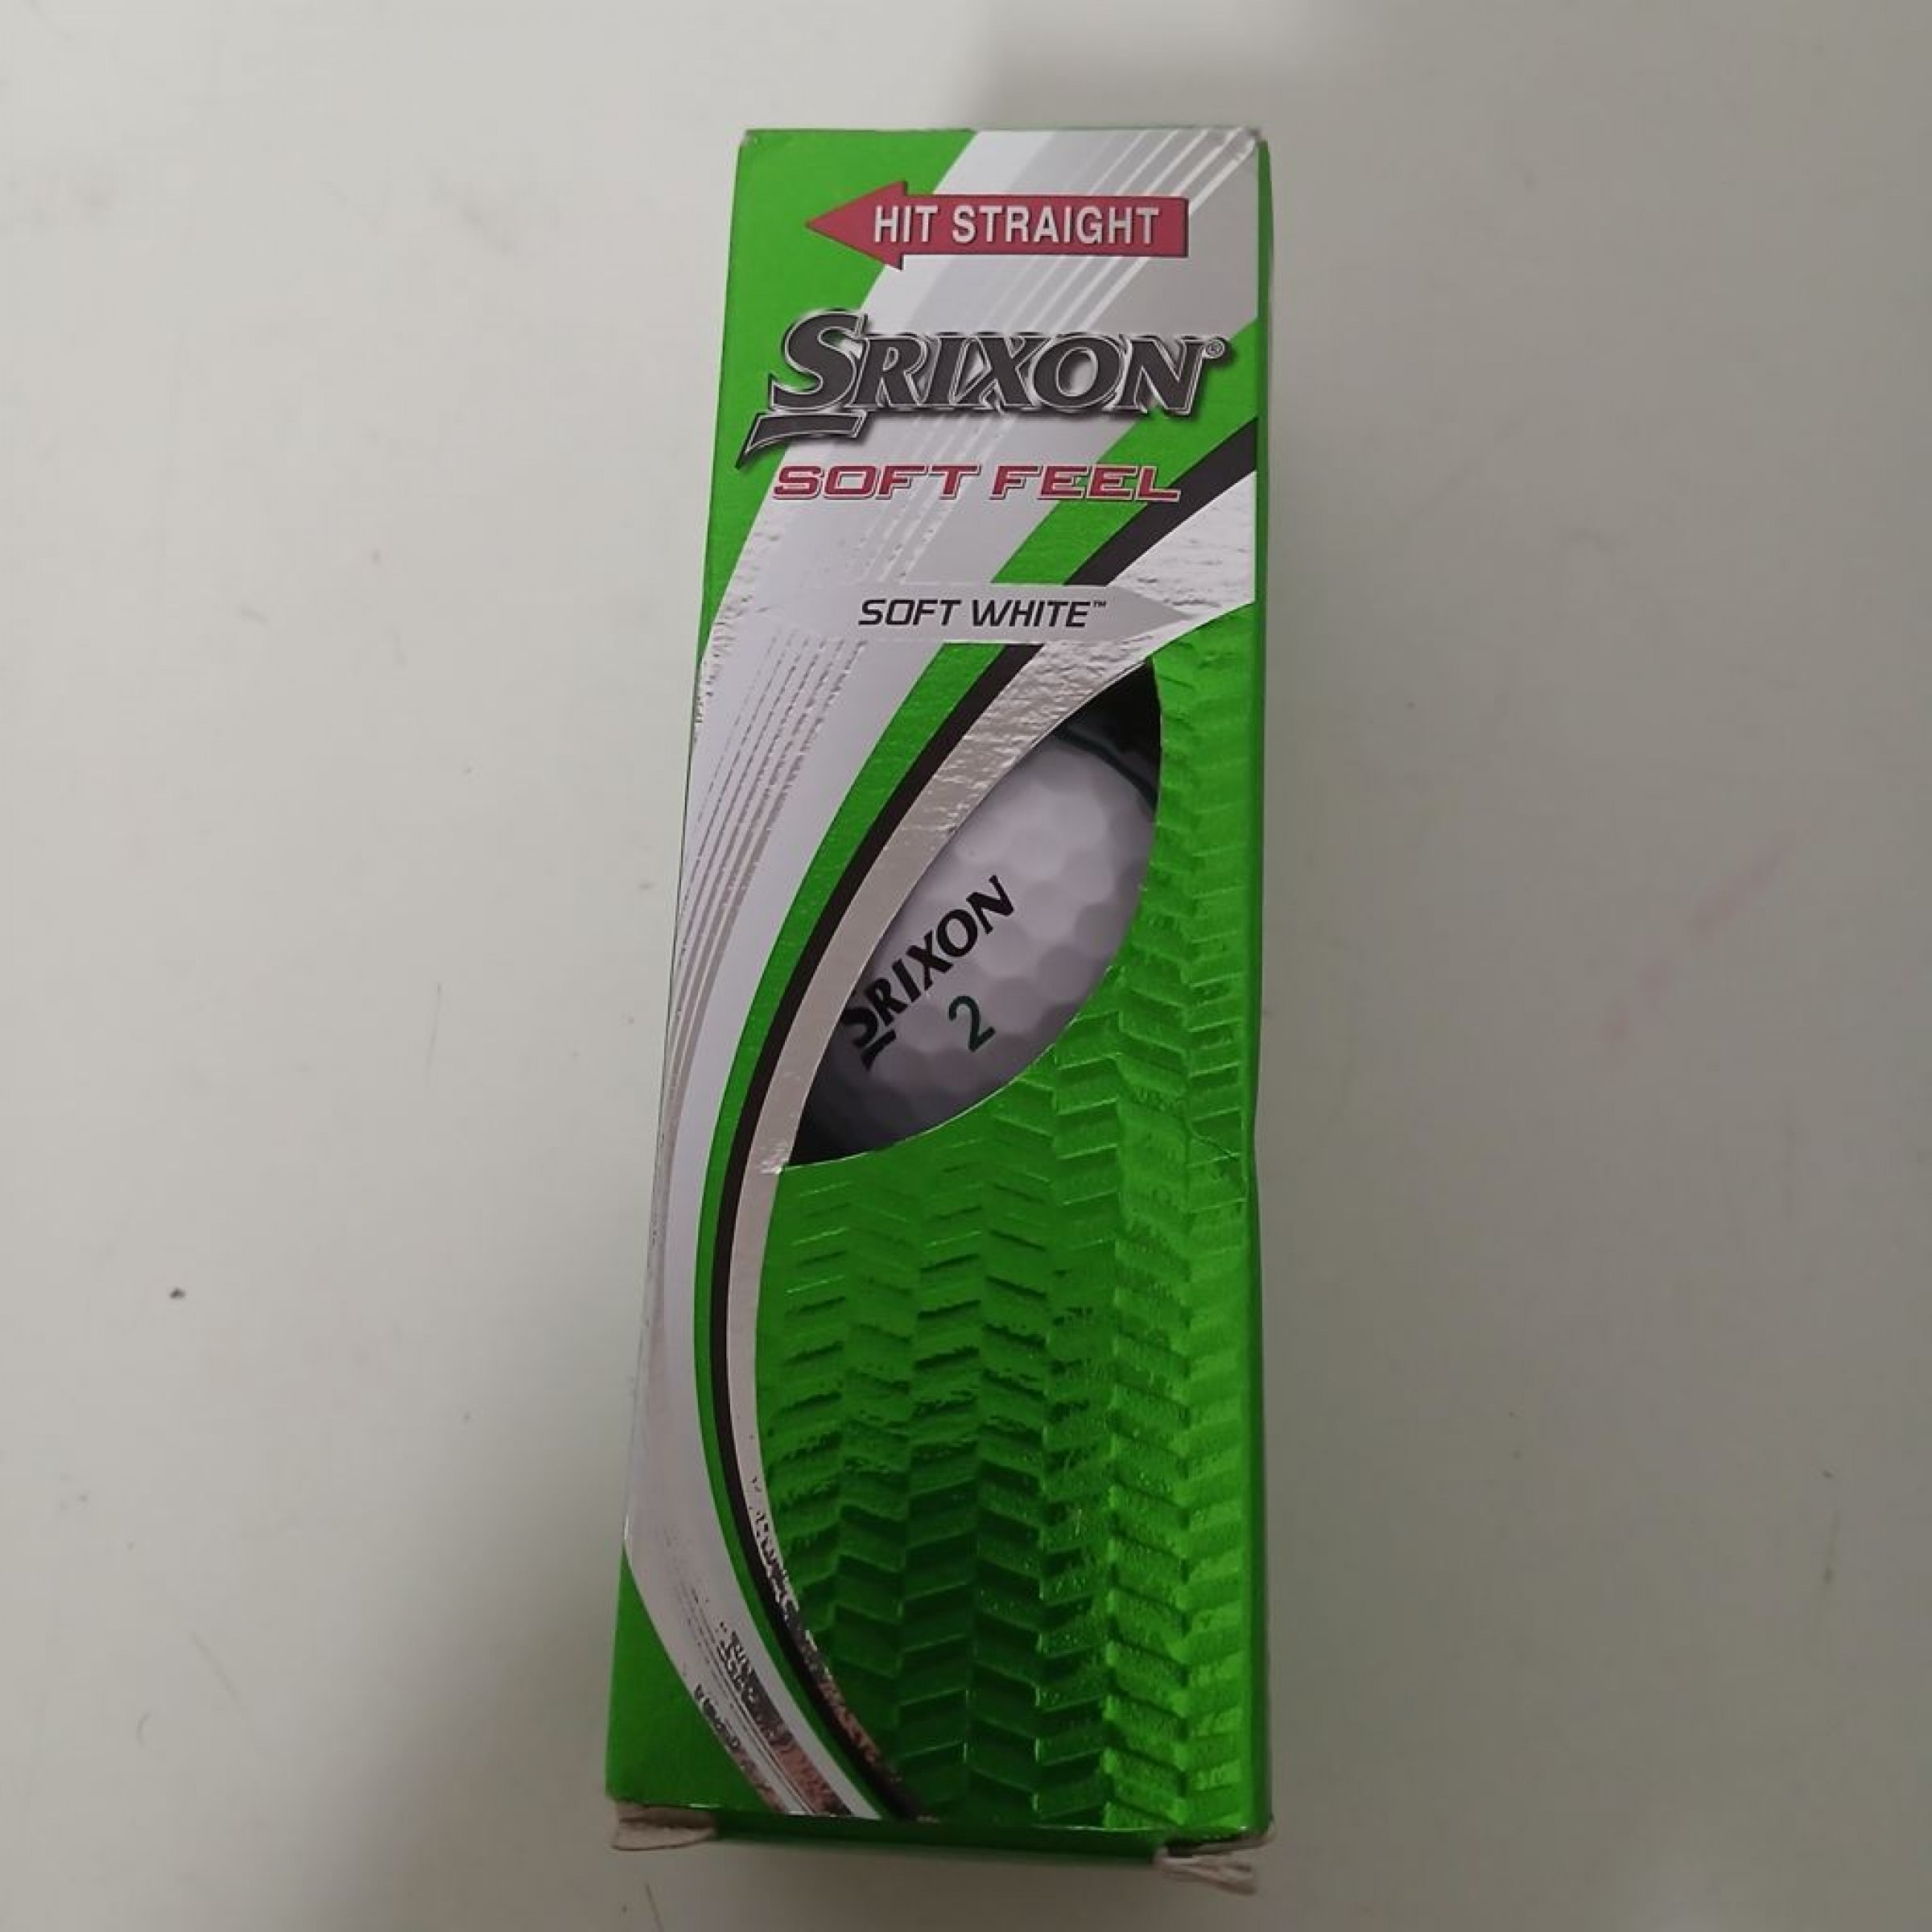 HIT STRAIGHT
SRIXON®
SOFT FEEL
SOFT WHITE™
SRIXON
2